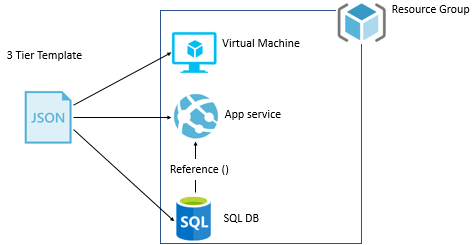 Resource Group
Virtual Machine
3 Tier Template
JSON
App service
Reference ()
SQL
SQL DB